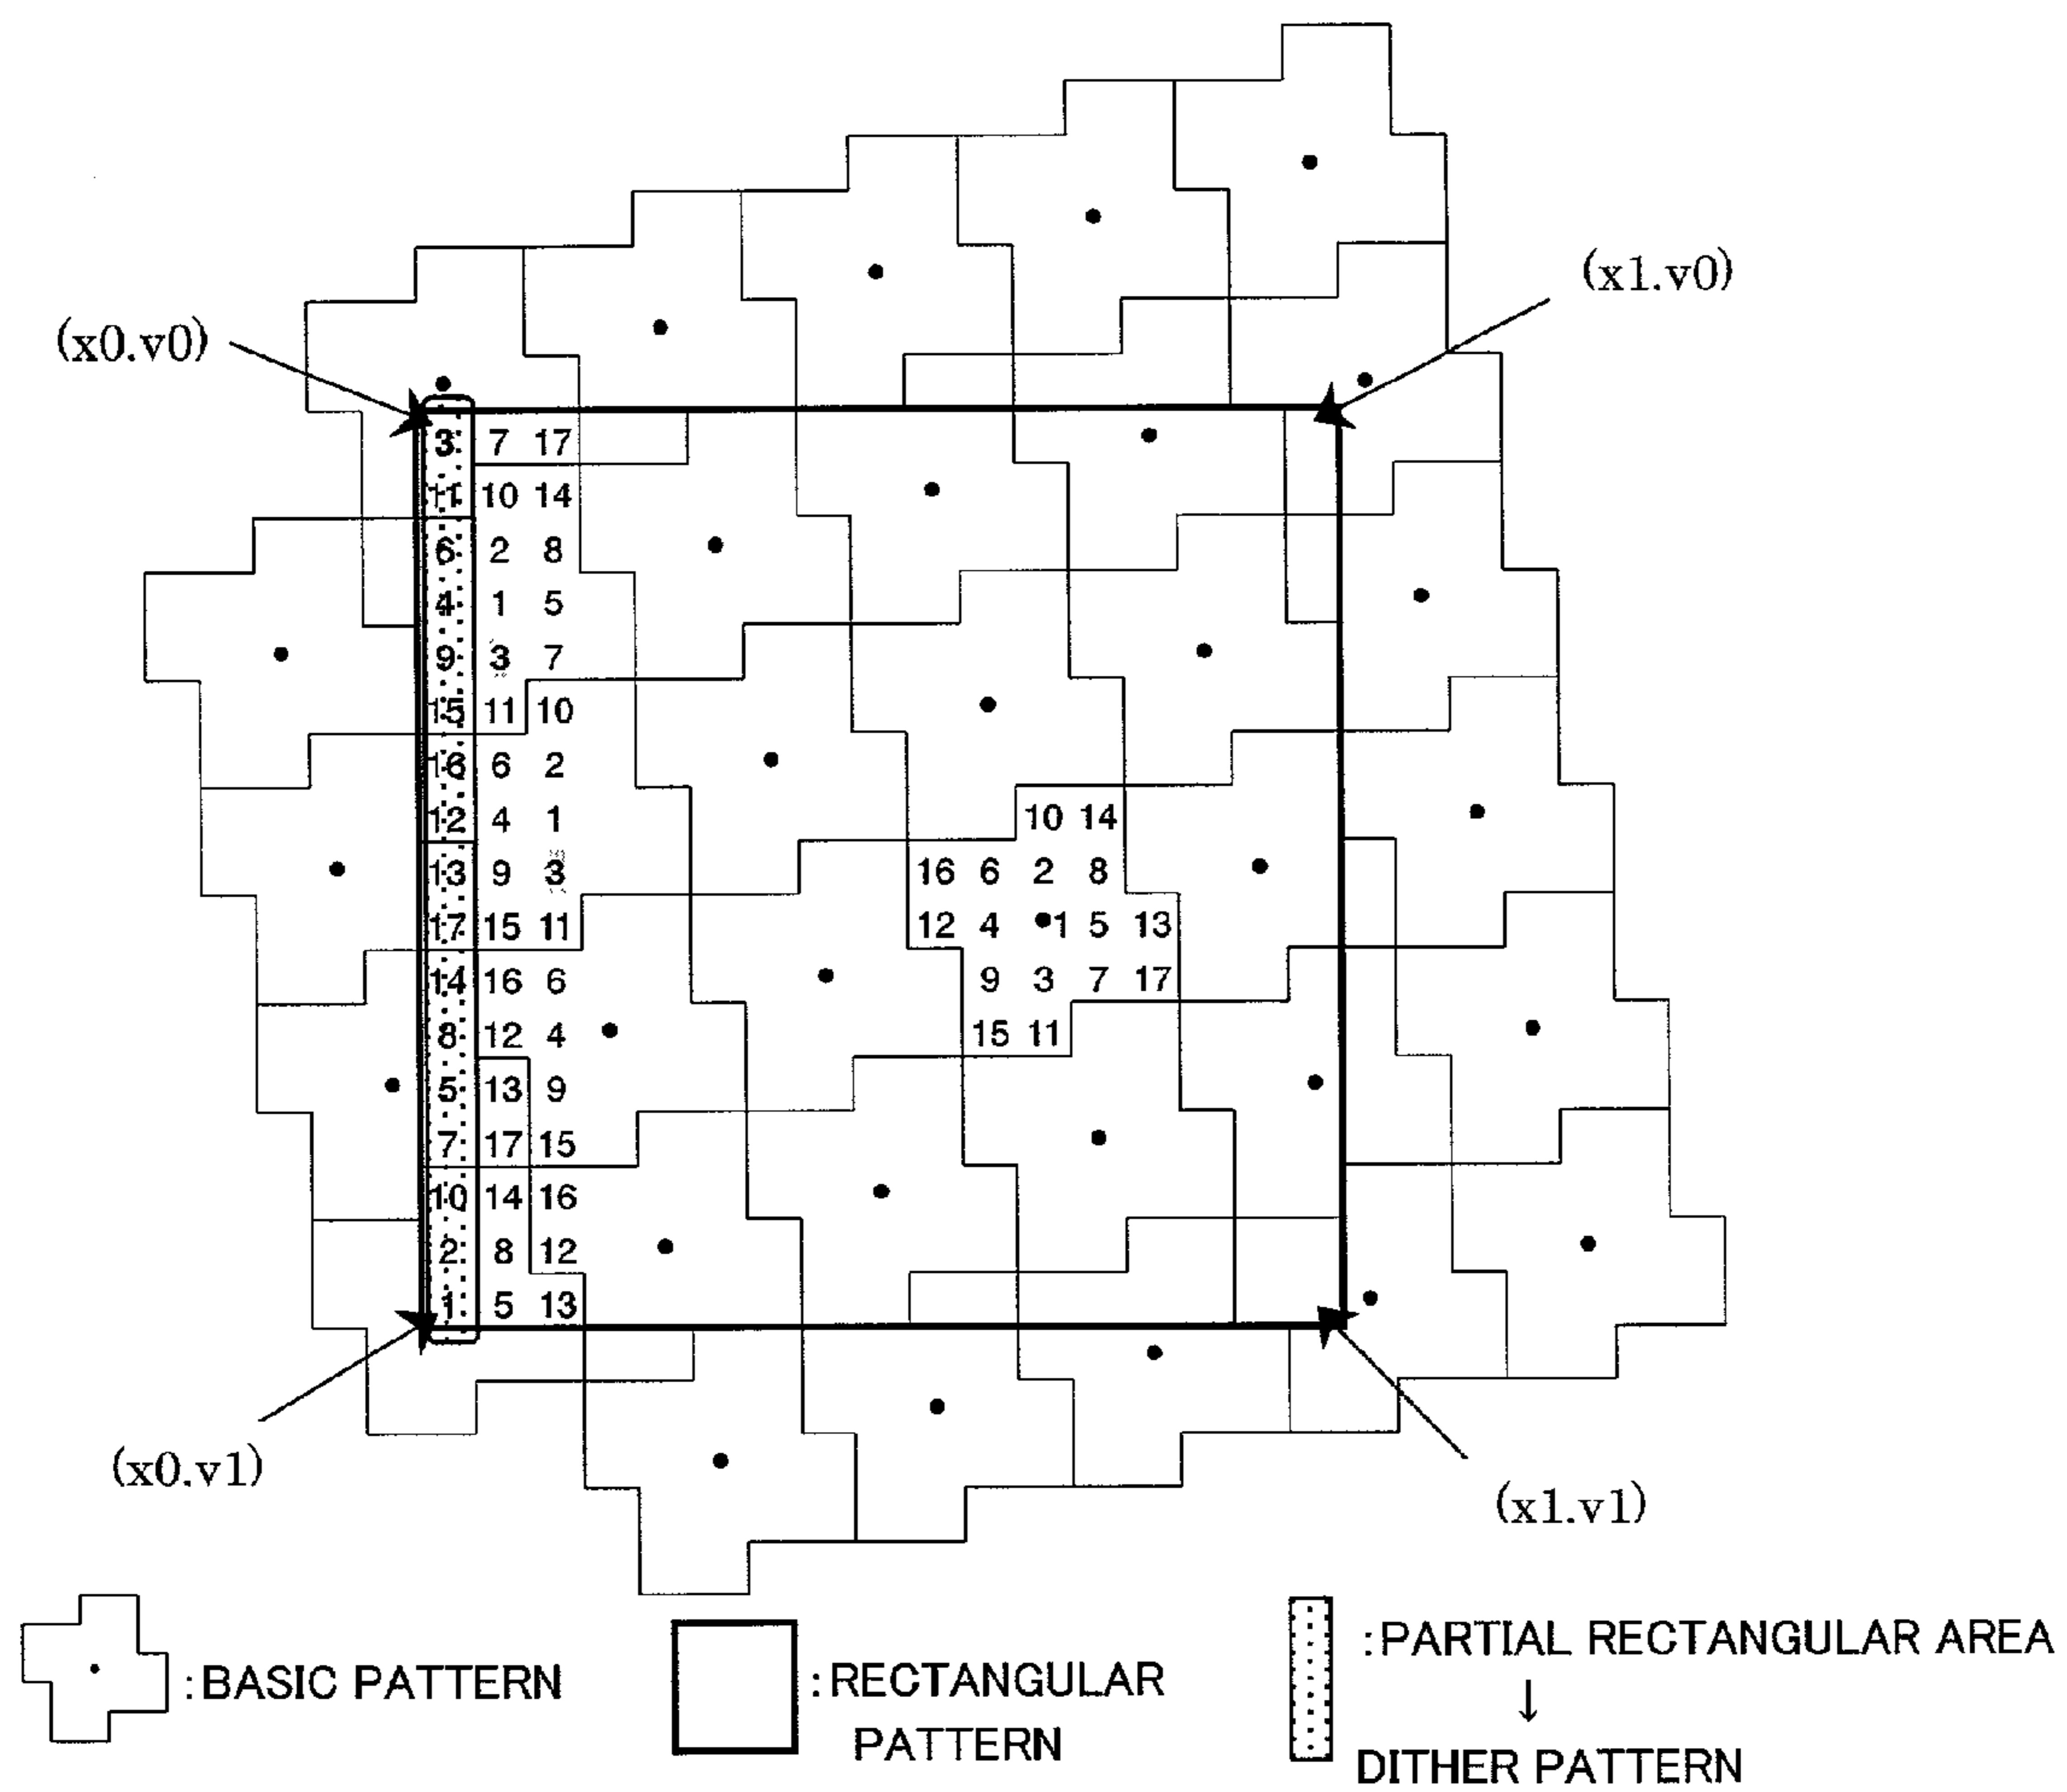 (x1.v0)
(x0.v0)
3 7 17
11 10 14
6 2 8
4 1 5
9 3 7
15 11 10
16 6 2
12 4 1
10 14
13 9 3
16 6 2 8
17 15 11
12 4 1 5 13
14 16 6
9 3 7 17
8 12 4
15 11
5 13 9
7 17 15
10 14 16
2 8 12
1 5 13
(x0.v1)
(x1.v1)
:BASIC PATTERN
:RECTANGULAR
PATTERN
:PARTIAL RECTANGULAR AREA
↓
DITHER PATTERN